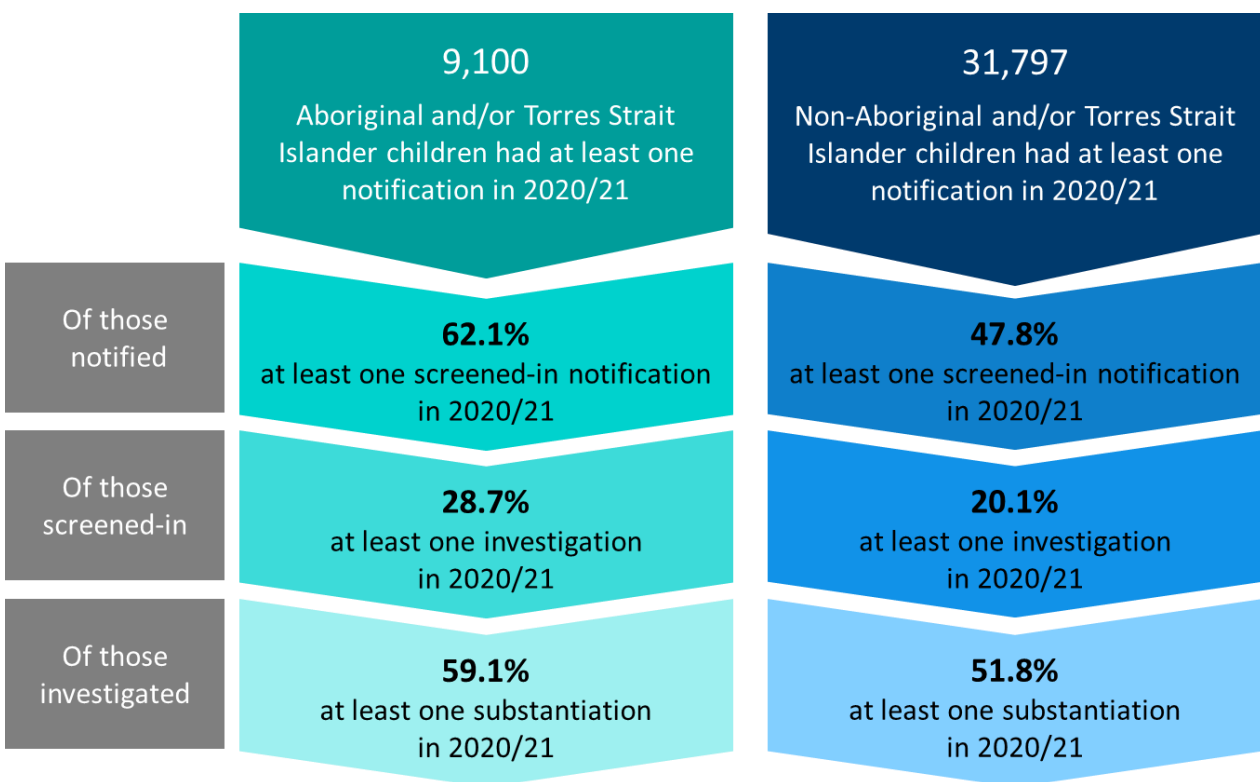 9,100
Aboriginal and/or Torres Strait
Islander children had at least one
notification in 2020/21
31,797
Non-Aboriginal and/or Torres Strait
Islander children had at least one
notification in 2020/21
Of those
notified
62.1%
at least one screened-in notification
in 2020/21
47.8%
at least one screened-in notification
in 2020/21
Of those
screened-in
28.7%
at least one investigation
in 2020/21
20.1%
at least one investigation
in 2020/21
Of those
investigated
59.1%
at least one substantiation
in 2020/21
51.8%
at least one substantiation
in 2020/21